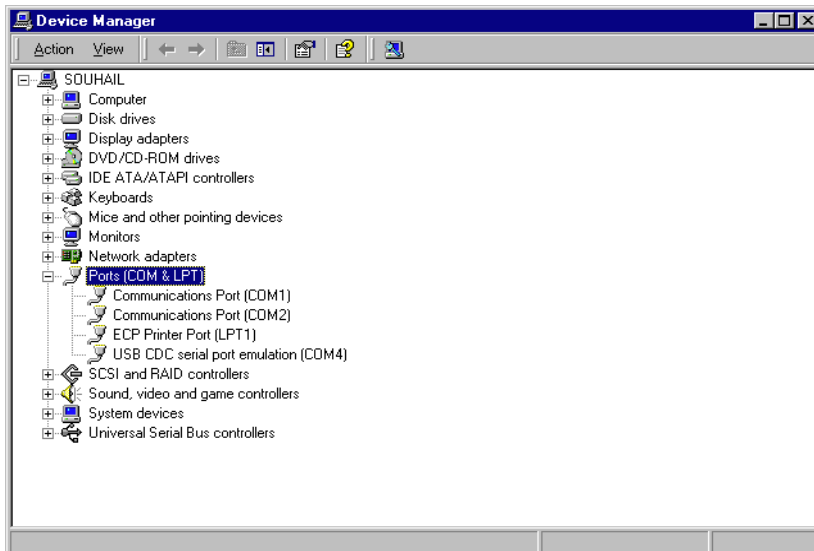 Device Manager
Action View
SOUHAIL
Computer
Disk drives
Display adapters
DVD/CD-ROM drives
IDE ATA/ATAPI controllers
Keyboards
Mice and other pointing devices
Monitors
Network adapters
Ports (COM & LPT)
Communications Port (COM1)
Communications Port (COM2)
ECP Printer Port (LPT1)
USB CDC serial port emulation (COM4)
SCSI and RAID controllers
Sound, video and game controllers
System devices
Universal Serial Bus controllers